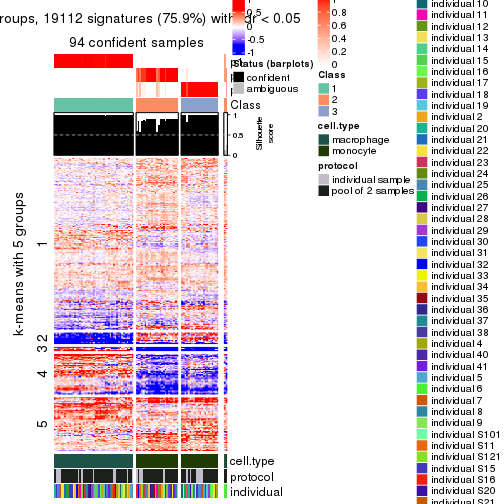 roups, 19112 signatures (75.9%) with fdr < 0.05
94 confident samples
0.5
0
-0.5
-1
0.8
0.6
0.4
0.2
0
Status (barplots)
confident
ambiguous
Class
1
2
3
cell.type
macrophage
monocyte
protocol
individual sample
pool of 2 samples
Class
1
0.5
0
Silhouette
score
k-means with 5 groups
1
2
3
4
5
cell.type
protocol
individual
individual 10
individual 11
individual 12
individual 13
individual 14
individual 15
individual 16
individual 17
individual 18
individual 19
individual 2
individual 20
individual 21
individual 22
individual 23
individual 24
individual 25
individual 26
individual 27
individual 28
individual 29
individual 30
individual 31
individual 32
individual 33
individual 34
individual 35
individual 36
individual 37
individual 38
individual 4
individual 40
individual 41
individual 5
individual 6
individual 7
individual 8
individual 9
individual S101
individual S11
individual S121
individual S15
individual S16
individual S20
individual S21